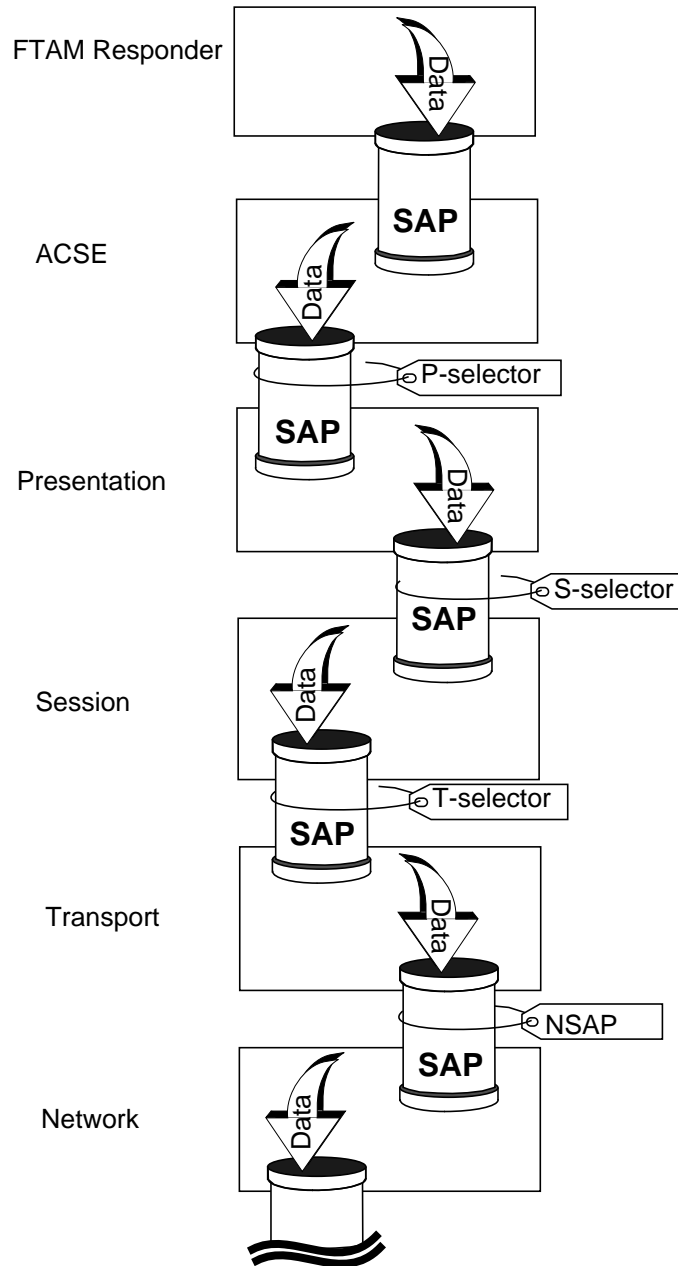 FTAM Responder
Data
SAP
ACSE
Data
P-selector
SAP
Presentation
Data
S-selector
SAP
Session
Data
T-selector
SAP
Transport
Data
NSAP
SAP
Network
Data